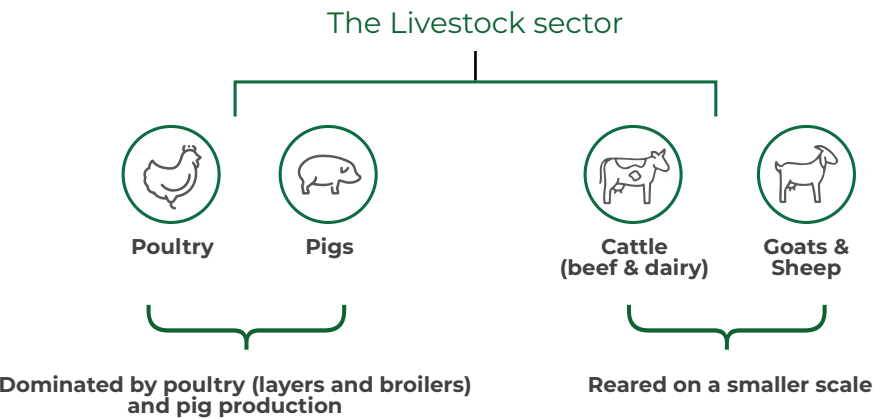 The Livestock sector
Poultry
Pigs
Cattle
(beef & dairy)
Goats &
Sheep
Dominated by poultry (layers and broilers)
and pig production
Reared on a smaller scale